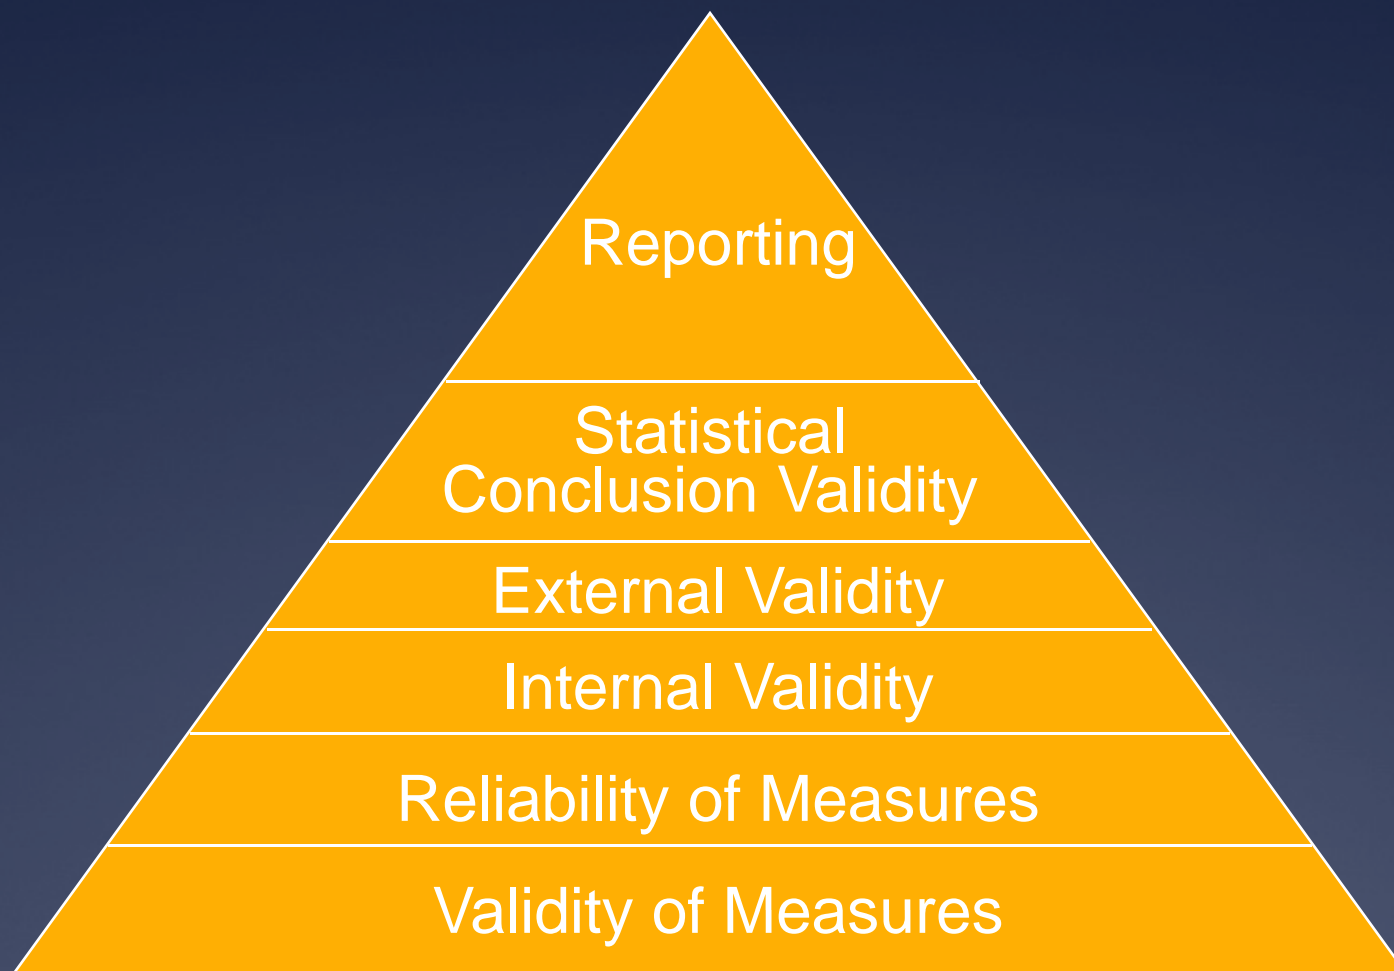 Reporting
Statistical
Conclusion Validity
External Validity
Internal Validity
Reliability of Measures
Validity of Measures